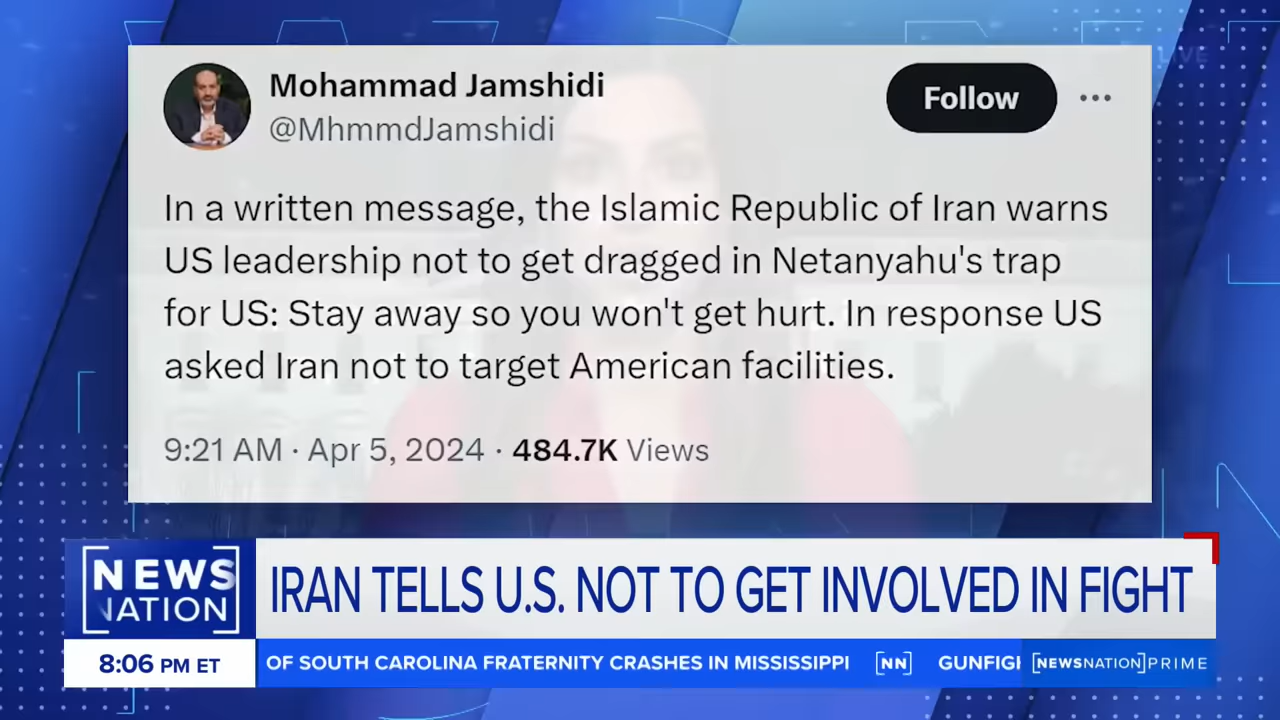 LIVE
Mohammad Jamshidi
@MhmmdJamshidi
Follow
In a written message, the Islamic Republic of Iran warns
US leadership not to get dragged in Netanyahu's trap
for US: Stay away so you won't get hurt. In response US
asked Iran not to target American facilities.
9:21 AM · Apr 5, 2024 · 484.7K Views
NEWS
NATION
IRAN TELLS U.S. NOT TO GET INVOLVED IN FIGHT
8:06 PM ET
OF SOUTH CAROLINA FRATERNITY CRASHES IN MISSISSIPPI
NN
NEWSNATION PRIME